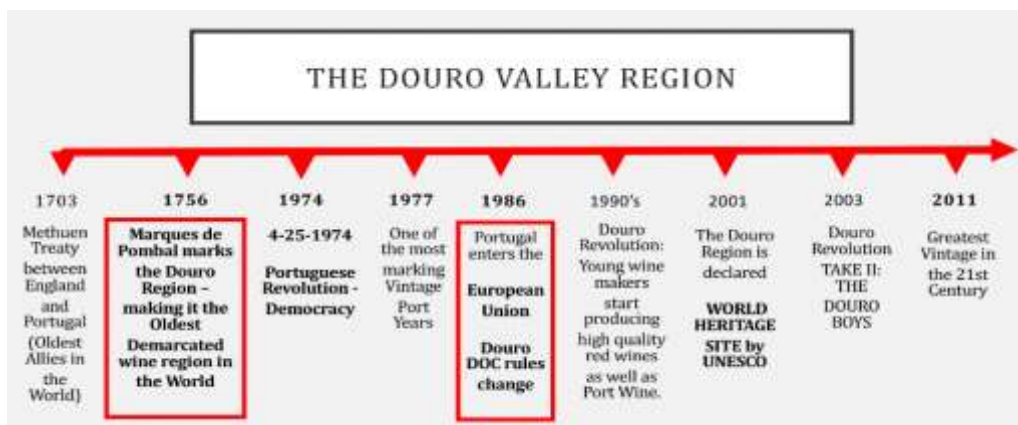 THE DOURO VALLEY REGION
1703
Methuen
Treaty
between
England
and
Portugal
(Oldest
Allies in
the
World)
1756
Marques de
Pombal marks
the Douro
Region –
making it the
Oldest
Demarcated
wine region in
the World
1974
4-25-1974
Portuguese
Revolution -
Democracy
1977
One of
the most
marking
Vintage
Port
Years
1986
Portugal
enters the
European
Union
Douro
DOC rules
change
1990's
Douro
Revolution:
Young wine
makers
start
producing
high quality
red wines
as well as
Port Wine.
2001
The Douro
Region is
declared
WORLD
HERITAGE
SITE by
UNESCO
2003
Douro
Revolution
TAKE II:
THE
DOURO
BOYS
2011
Greatest
Vintage in
the 21st
Century